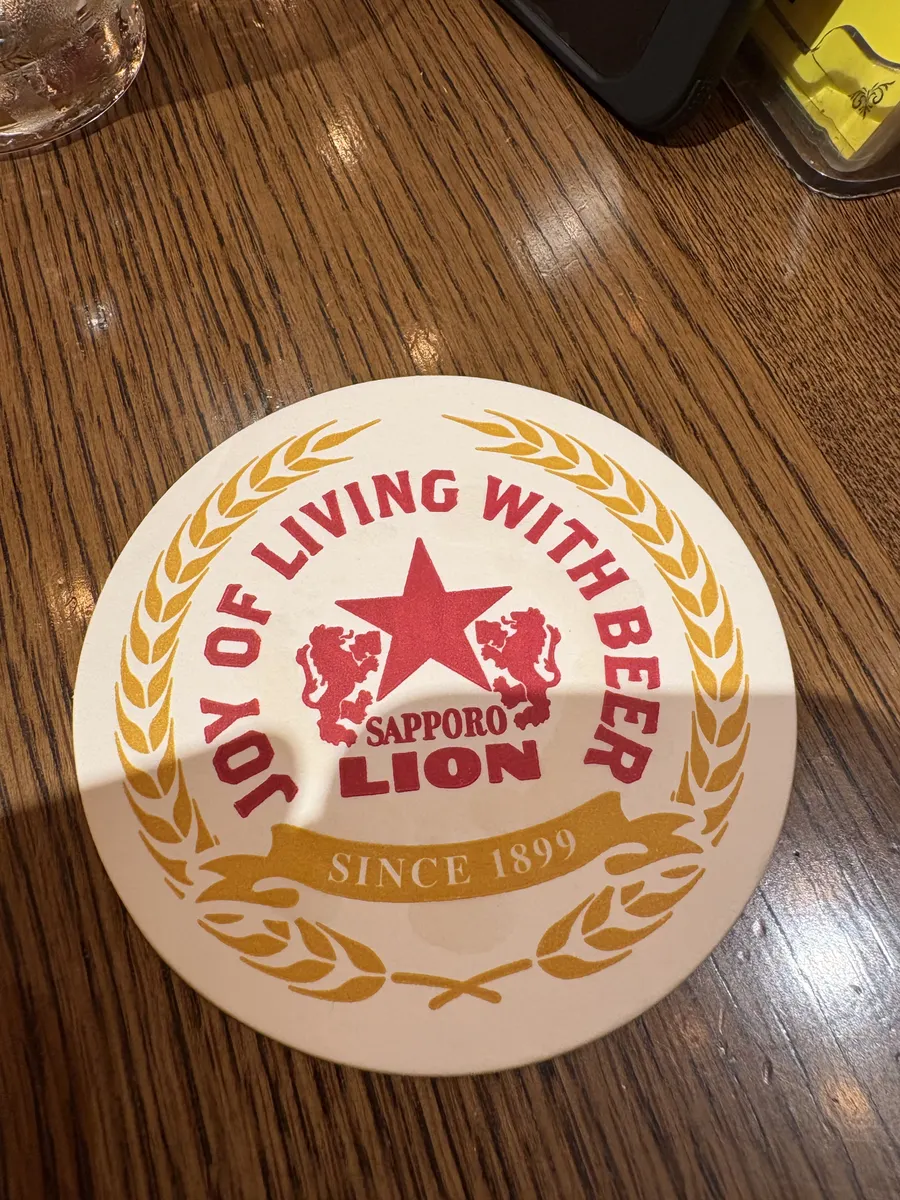 JOY OF LIVING WITH BEER
SAPPORO
LION
SINCE 1899